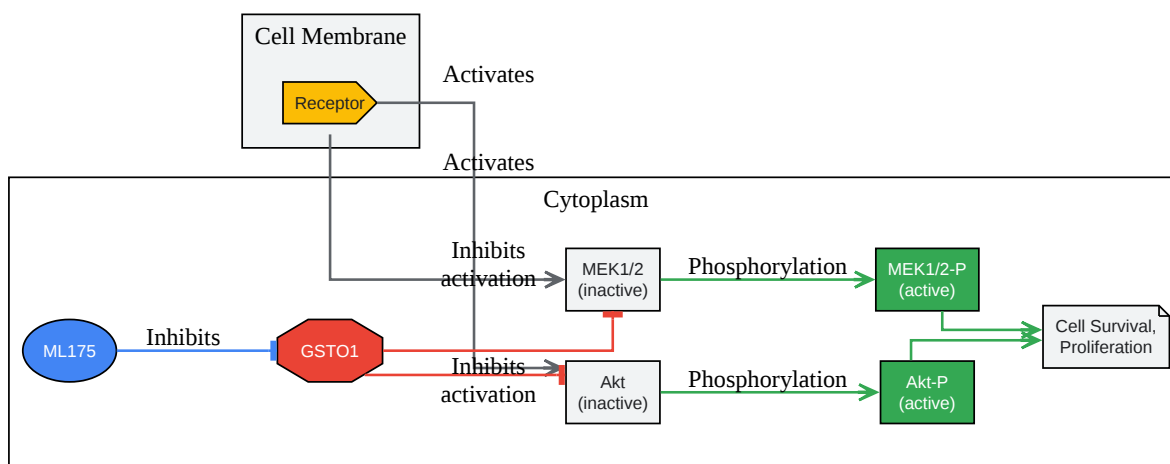 Cell Membrane
Receptor
Activates
Activates
Cytoplasm
Inhibits
activation
MEK1/2
(inactive)
Phosphorylation
MEK1/2-P
(active)
ML175
Inhibits
GSTO1
Cell Survival,
Proliferation
Inhibits
activation
Akt
(inactive)
Phosphorylation
Akt-P
(active)